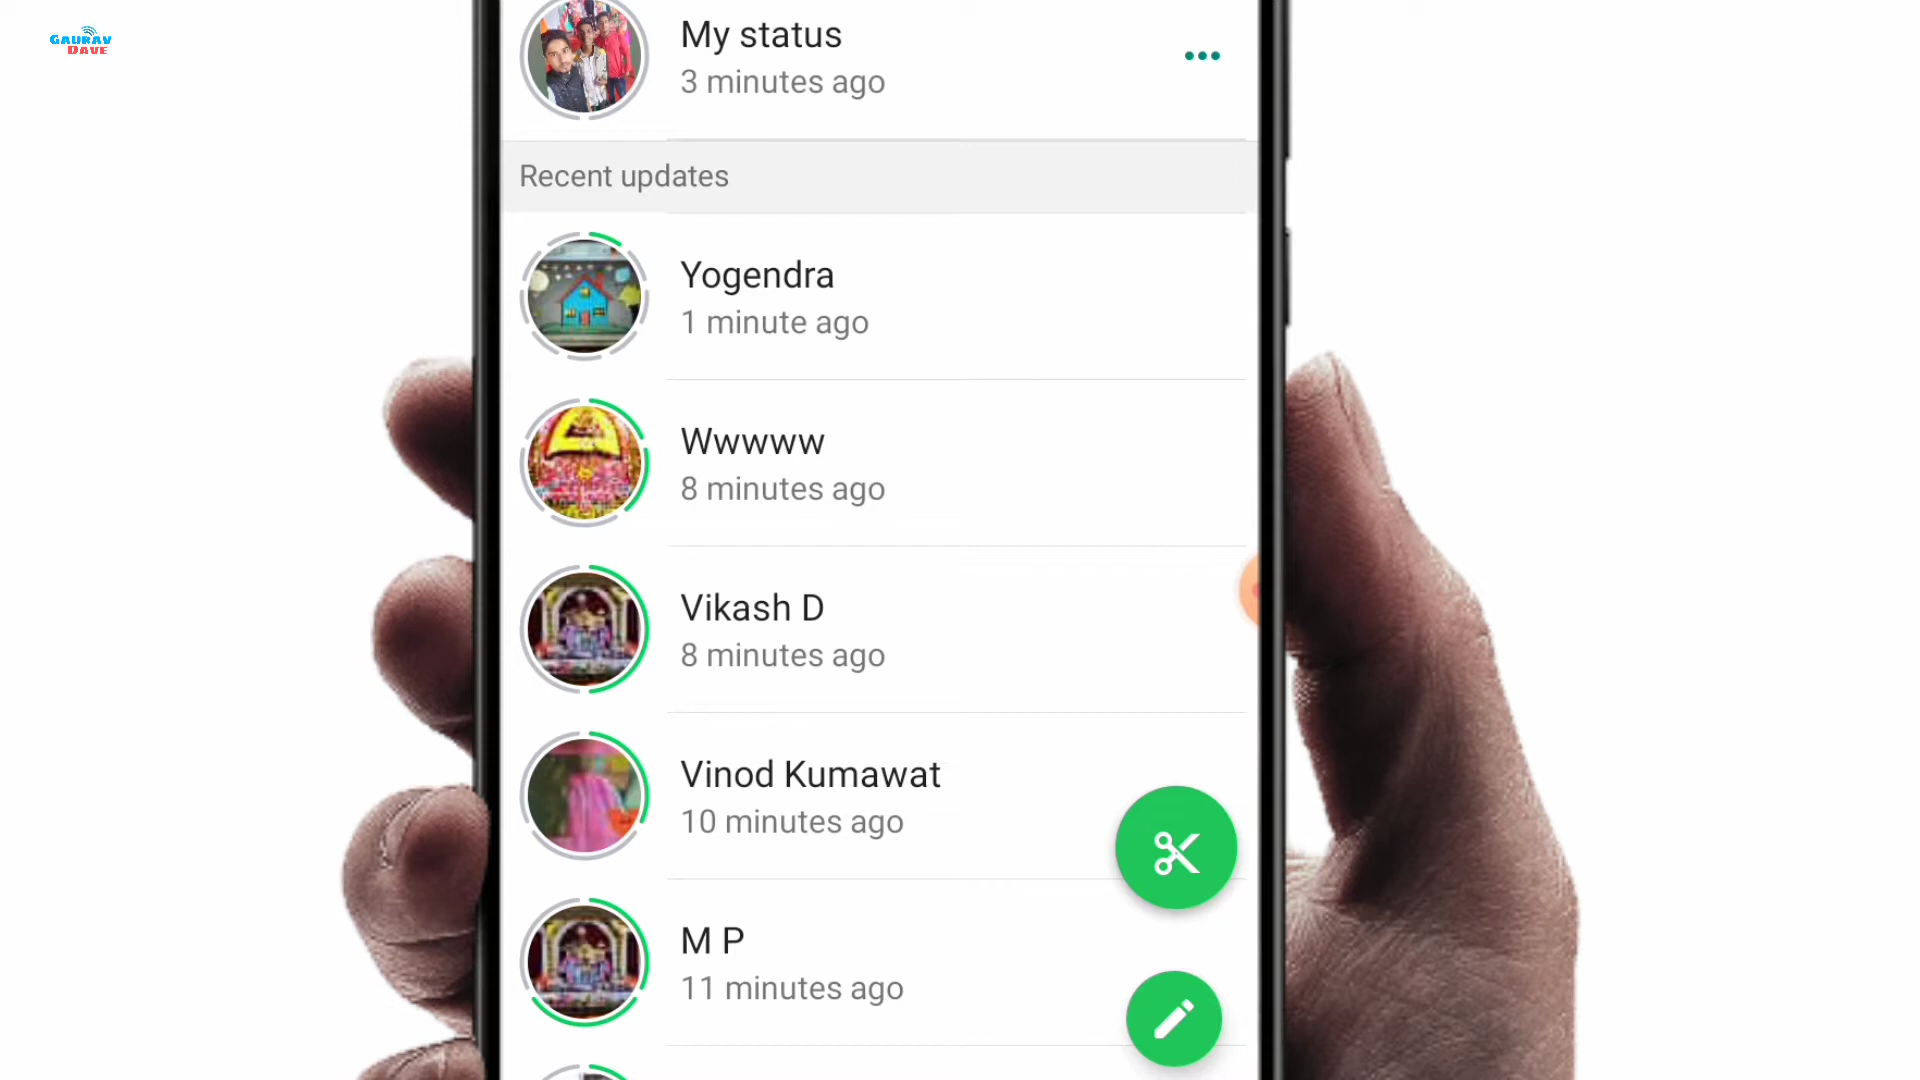 GAURAV
DAVE
My status
3 minutes ago
Recent updates
Yogendra
1 minute ago
Wwwww
8 minutes ago
Vikash D
8 minutes ago
Vinod Kumawat
10 minutes ago
M P
11 minutes ago